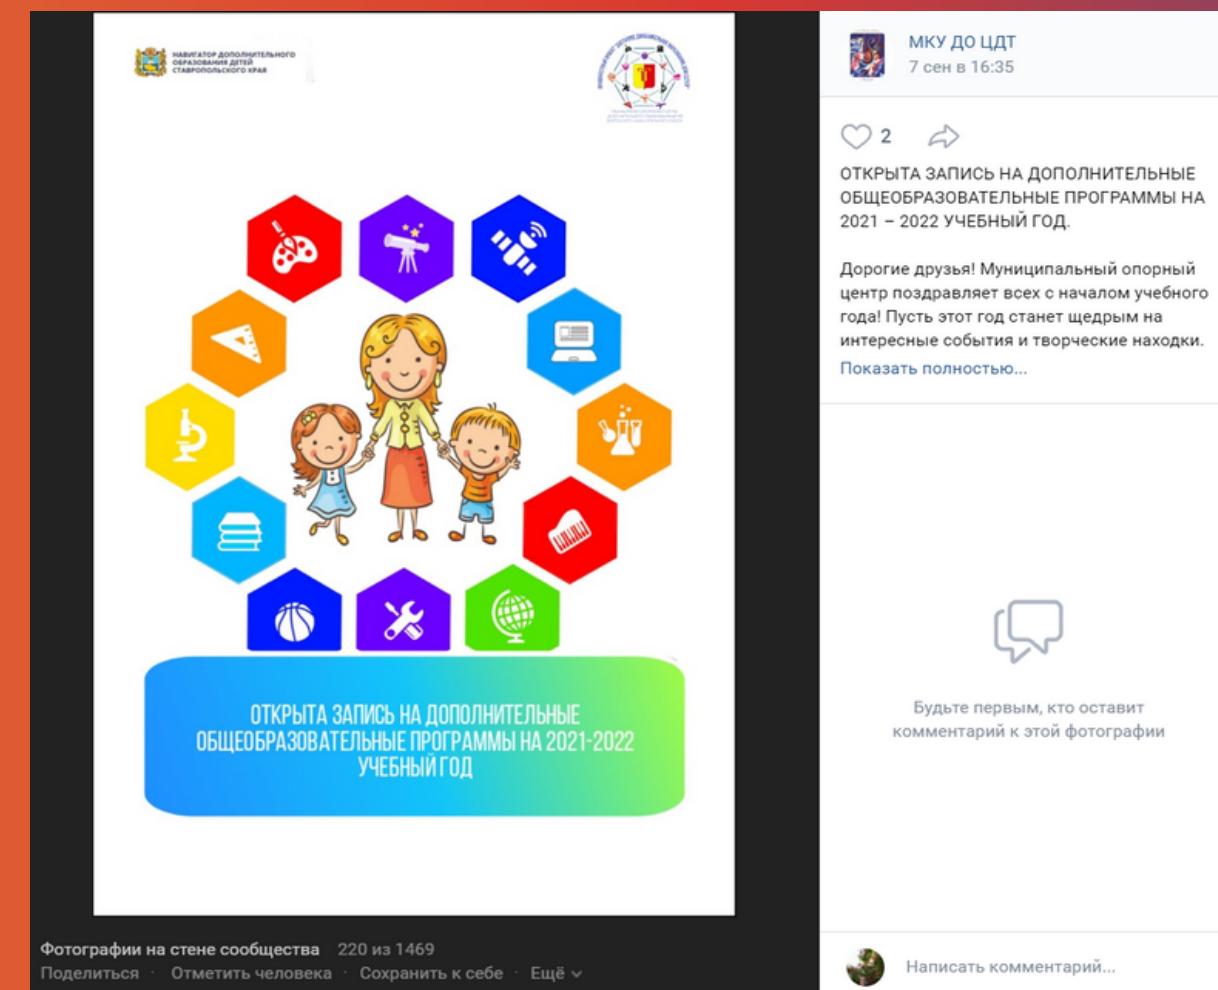 НАВИГАТОР ДОПОЛНИТЕЛЬНОГО
ОБРАЗОВАНИЯ ДЕТЕЙ
СТАВРОПОЛЬСКОГО КРАЯ
ОТКРЫТА ЗАПИСЬ НА ДОПОЛНИТЕЛЬНЫЕ
ОБЩЕОБРАЗОВАТЕЛЬНЫЕ ПРОГРАММЫ НА 2021-2022
УЧЕБНЫЙ ГОД
Фотографии на стене сообщества 220 из 1469
Поделиться · Отметить человека · Сохранить к себе · Ещё
МКУ ДО ЦДТ
7 сен в 16:35
2
ОТКРЫТА ЗАПИСЬ НА ДОПОЛНИТЕЛЬНЫЕ
ОБЩЕОБРАЗОВАТЕЛЬНЫЕ ПРОГРАММЫ НА
2021 – 2022 УЧЕБНЫЙ ГОД.
Дорогие друзья! Муниципальный опорный
центр поздравляет всех с началом учебного
года! Пусть этот год станет щедрым на
интересные события и творческие находки.
Показать полностью...
Будьте первым, кто оставит
комментарий к этой фотографии
Написать комментарий...